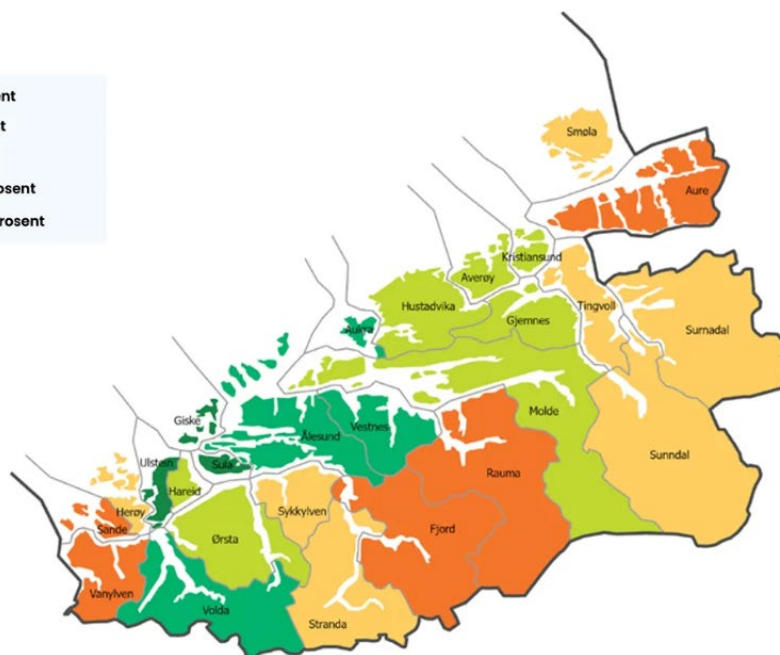 nt
t
osent
rosent
Smøla
Aure
Kristiansund
Averøy
Hustadvika
Tingvoll
Gjemnes
Surnadal
Aukra
Molde
Giske
Vestnes
Ålesund
Sunndal
Ulstein
Sula
Rauma
Hareid
Herøy
Sykkylven
Sande
Fjord
Ørsta
Vanylven
Volda
Stranda